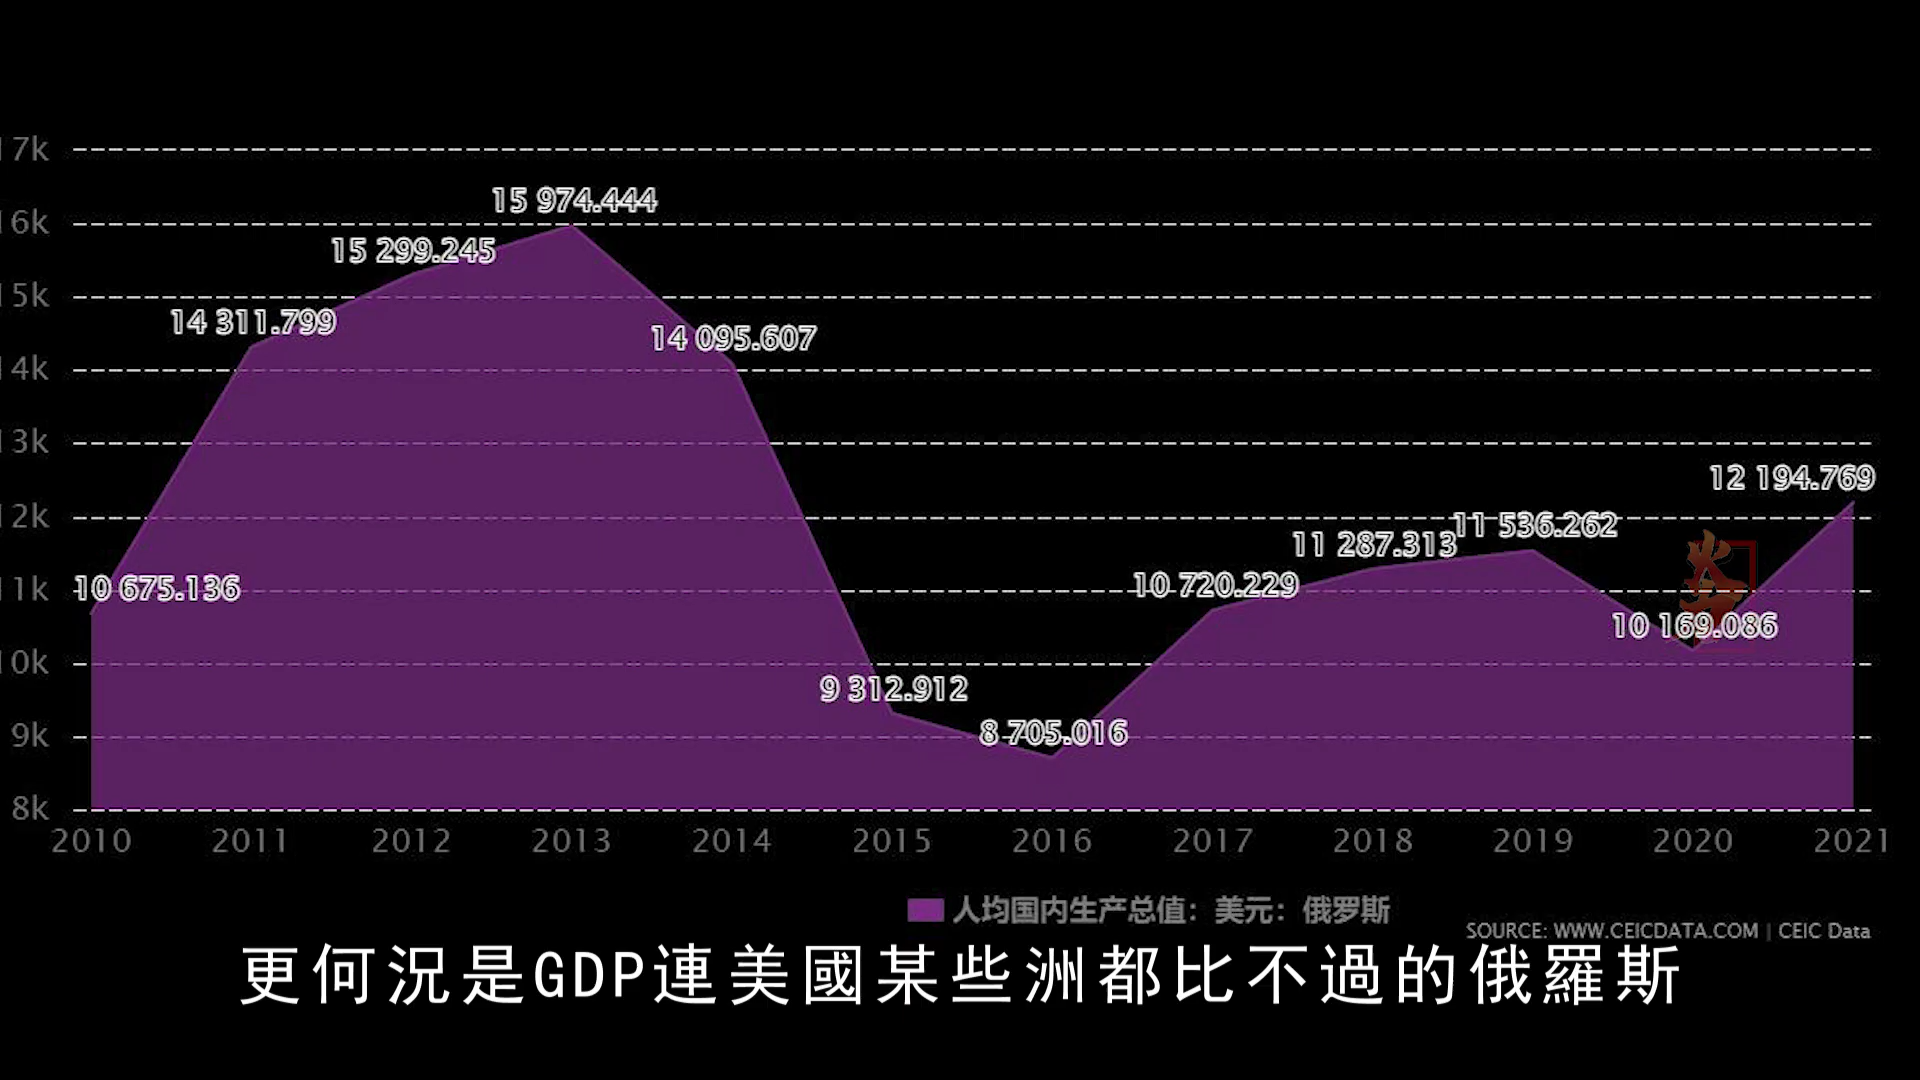 17k
15 974.444
16k
15 299.245
15k
14 311.799
14 095.607
14k
13k
12 194.769
12k
11 536.262
11 287.313
10 720.229
11k
10 675.136
10 169.086
10k
9 312.912
9k
8 705.016
8k
2010 2011 2012 2013 2014 2015 2016 2017 2018 2019 2020 2021
人均国内生产总值：美元：俄罗斯
SOURCE: WWW.CEICDATA.COM | CEIC Data
更何況是GDP連美國某些洲都比不過的俄羅斯